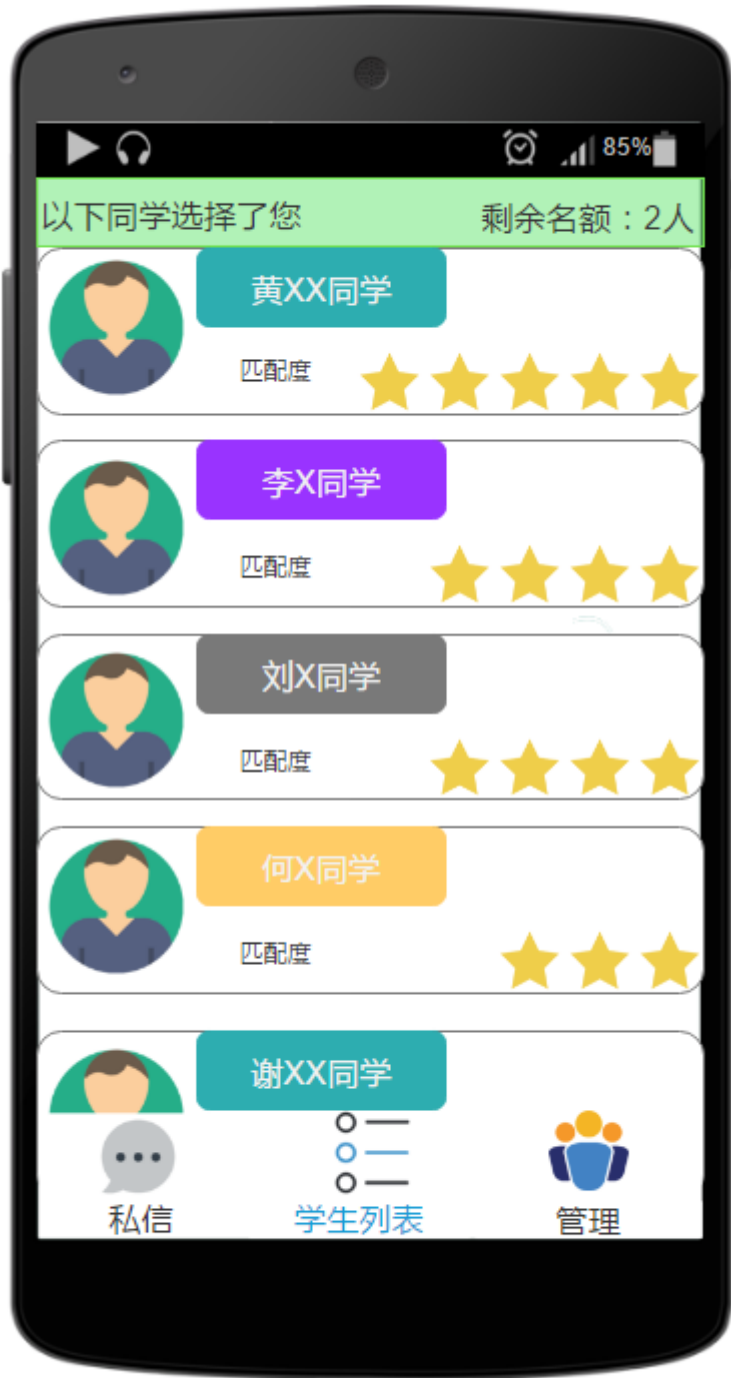 85%
以下同学选择了您 剩余名额：2人
黄XX同学
匹配度
李X同学
匹配度
刘X同学
匹配度
何X同学
匹配度
谢XX同学
私信 学生列表 管理